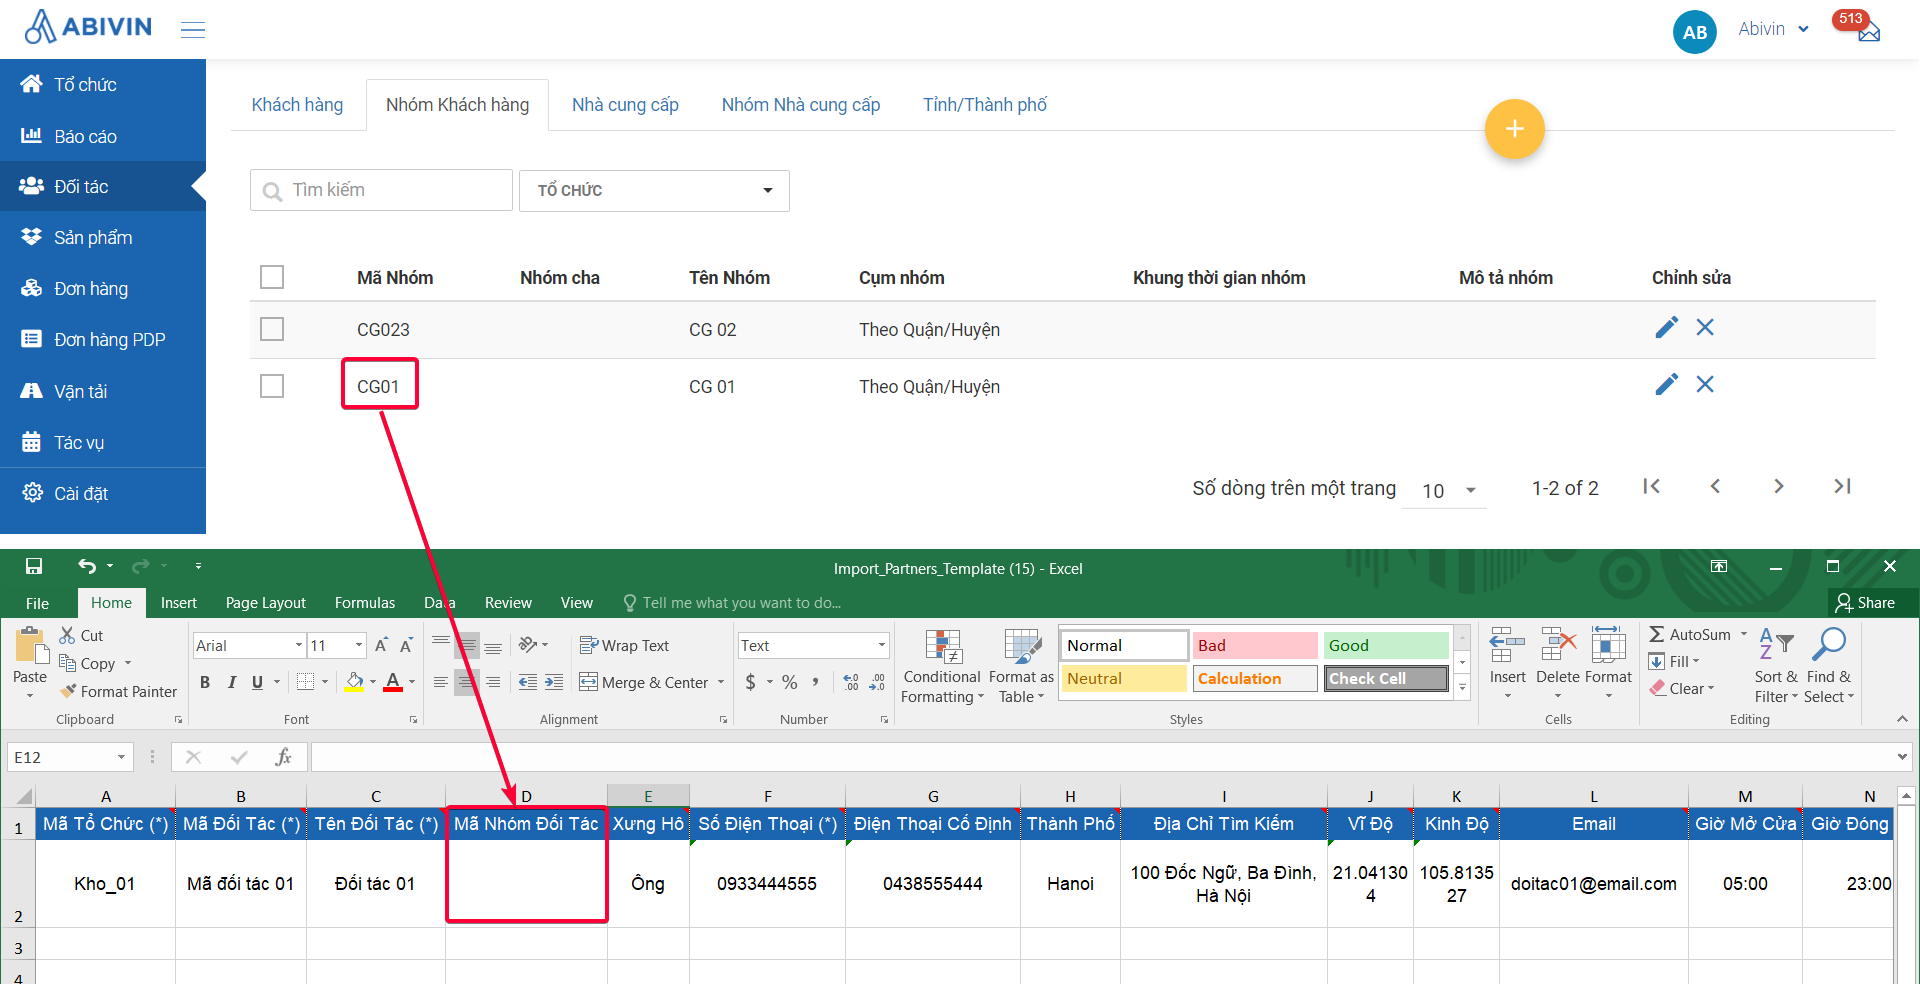 ABIVIN
AB
Abivin
513
Tổ chức
Báo cáo
Đối tác
Sản phẩm
Đơn hàng
Đơn hàng PDP
Vận tải
Tác vụ
Cài đặt
Khách hàng
Nhóm Khách hàng
Nhà cung cấp
Nhóm Nhà cung cấp
Tỉnh/Thành phố
+
Tìm kiếm
TỔ CHỨC
Mã Nhóm
Nhóm cha
Tên Nhóm
Cụm nhóm
Khung thời gian nhóm
Mô tả nhóm
Chỉnh sửa
CG023
CG 02
Theo Quận/Huyện
CG01
CG 01
Theo Quận/Huyện
Số dòng trên một trang
10
1-2 of 2
Import_Partners_Template (15) - Excel
File
Home
Insert
Page Layout
Formulas
Data
Review
View
Tell me what you want to do...
Share
Paste
Cut
Copy
Format Painter
Clipboard
Arial
11
B I U
Font
Wrap Text
Merge & Center
Alignment
Text
$ % ,
Number
Conditional
Formatting
Format as
Table
Normal
Bad
Good
Neutral
Calculation
Check Cell
Styles
Insert
Delete
Format
Cells
AutoSum
Fill
Clear
Sort &
Filter
Find &
Select
Editing
E12
fx
A B C D E F G H I J K L M N
1
Mã Tổ Chức (*)
Mã Đối Tác (*)
Tên Đối Tác (*)
Mã Nhóm Đối Tác
Xưng Hô
Số Điện Thoại (*)
Điện Thoại Cố Định
Thành Phố
Địa Chỉ Tìm Kiếm
Vĩ Độ
Kinh Độ
Email
Giờ Mở Cửa
Giờ Đóng
2
Kho_01
Mã đối tác 01
Đối tác 01
Ông
0933444555
0438555444
Hanoi
100 Đốc Ngữ, Ba Đình,
Hà Nội
21.04130
4
105.8135
27
doitac01@email.com
05:00
23:00
3
4